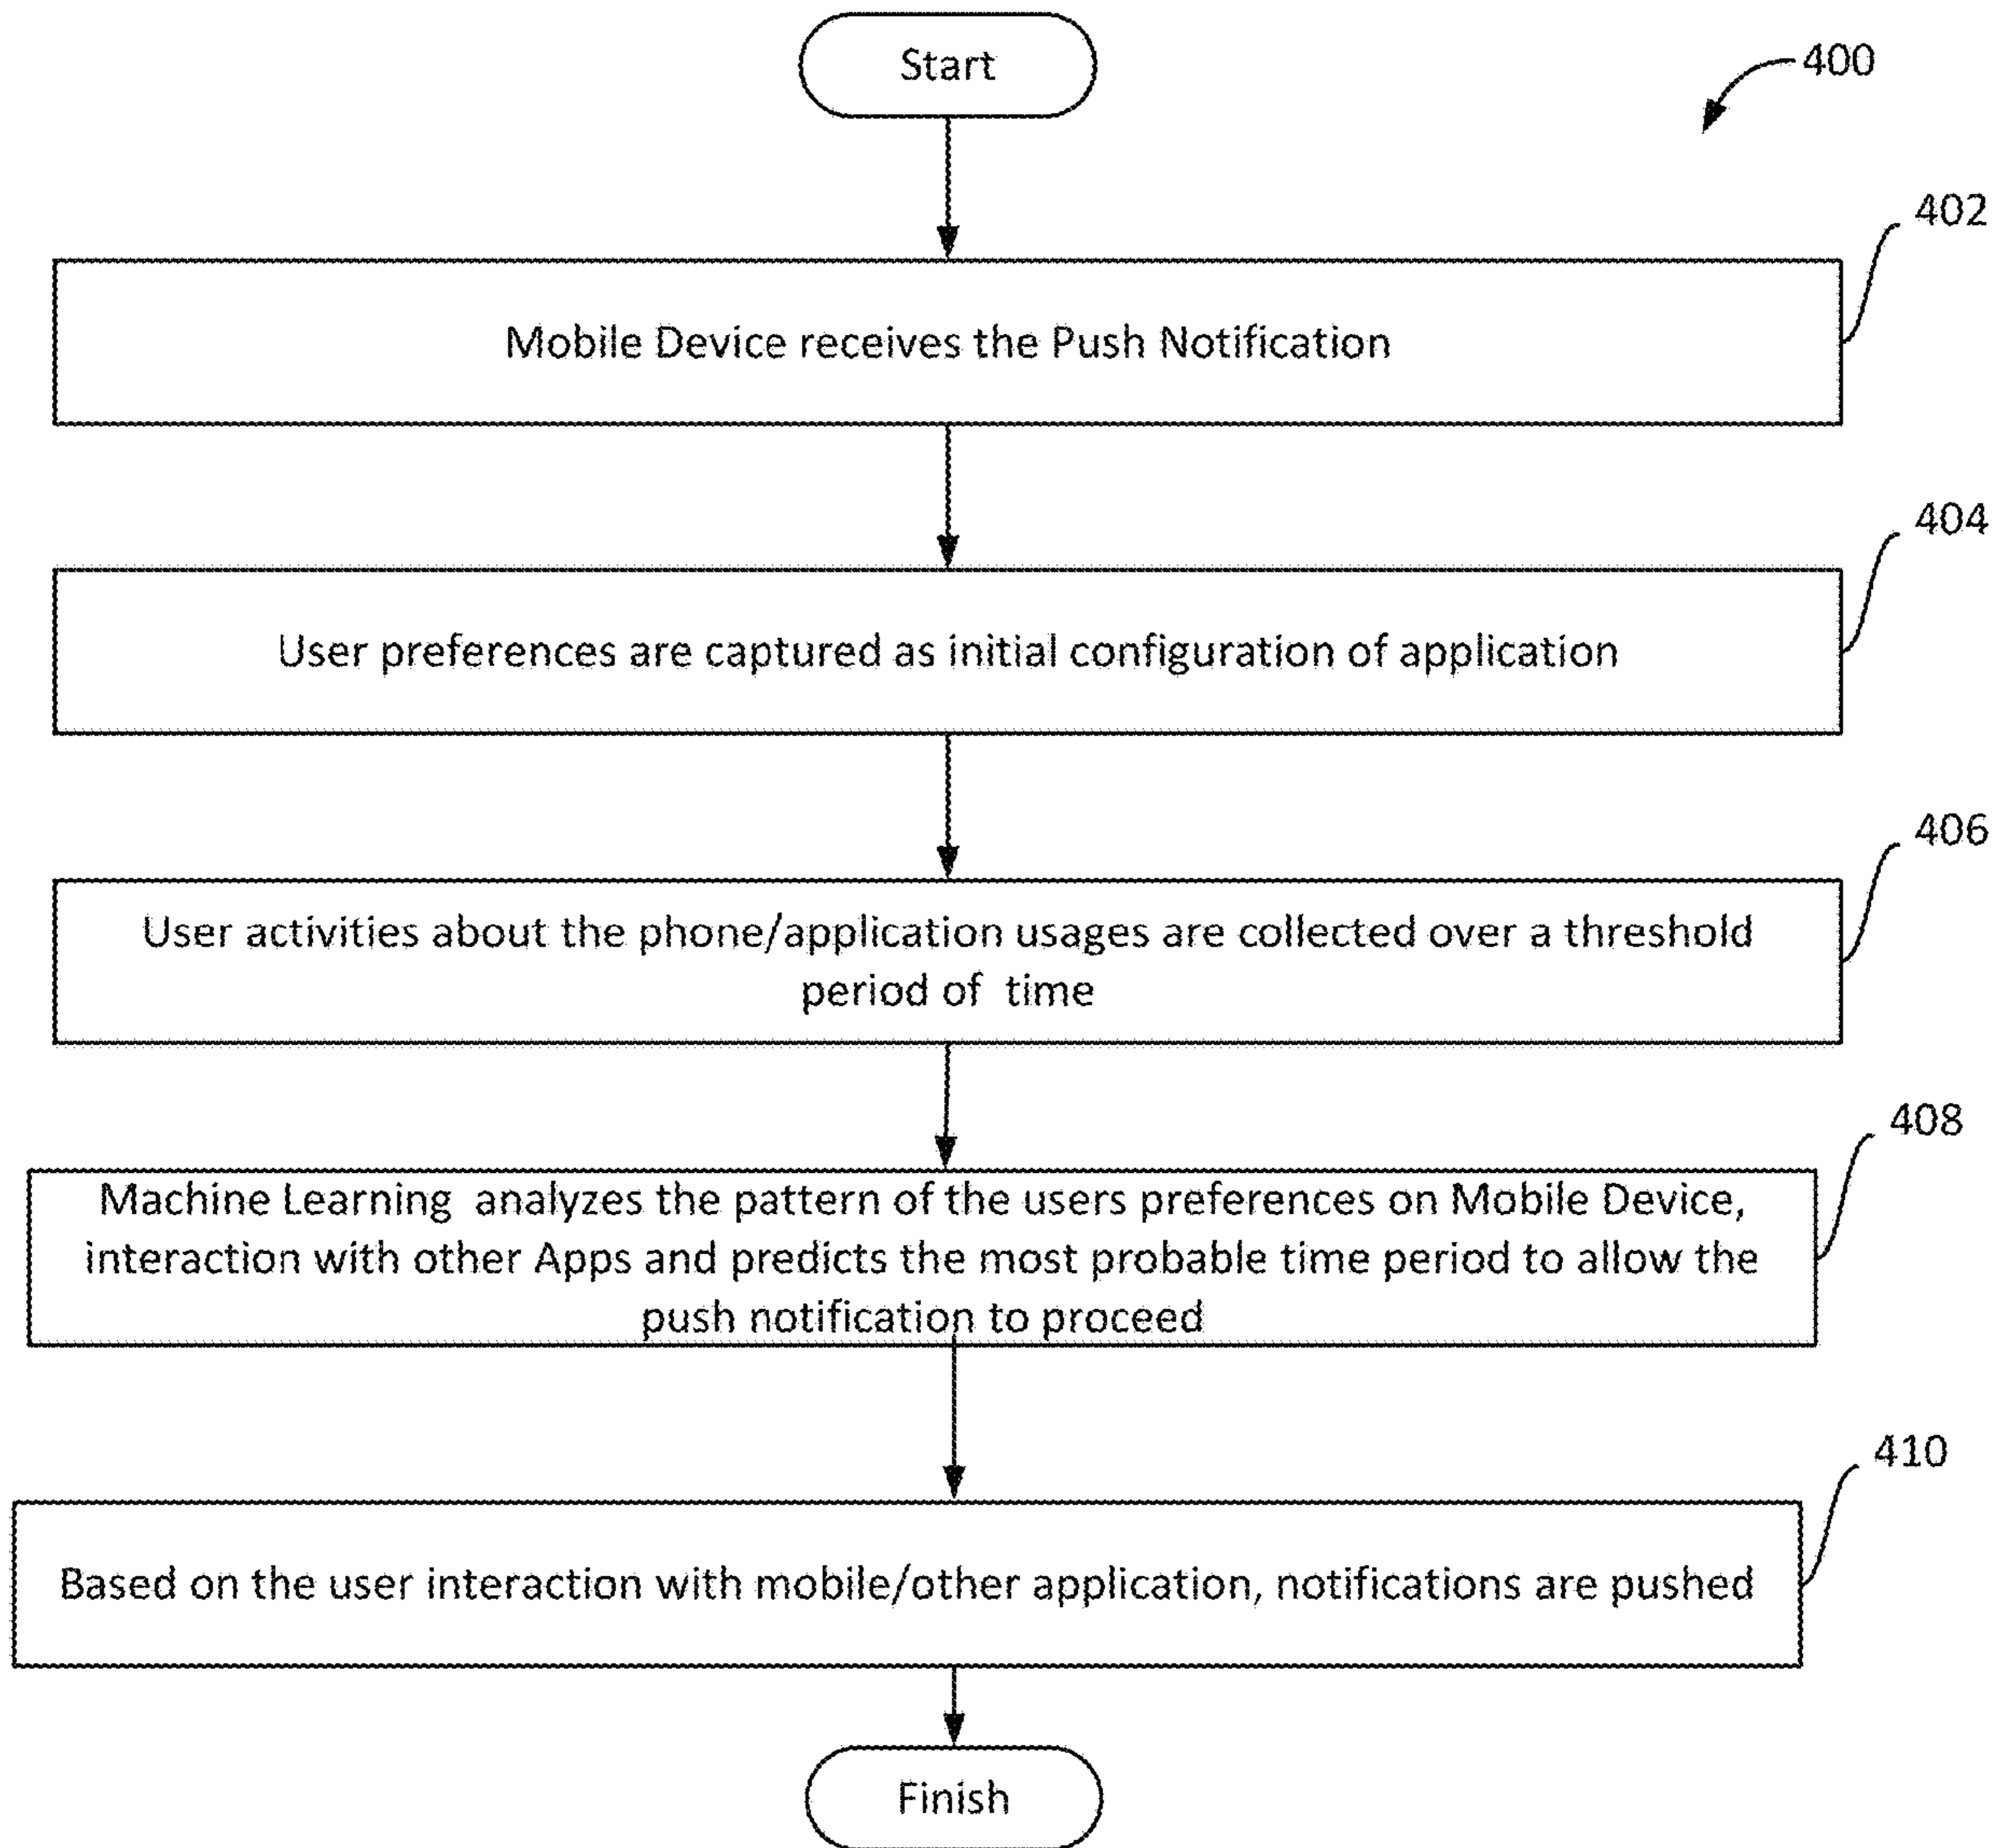 Start
400
402
Mobile Device receives the Push Notification
404
User preferences are captured as initial configuration of application
406
User activities about the phone/application usages are collected over a threshold
period of time
408
Machine Learning analyzes the pattern of the users preferences on Mobile Device,
interaction with other Apps and predicts the most probable time period to allow the
push notification to proceed
410
Based on the user interaction with mobile/other application, notifications are pushed
Finish